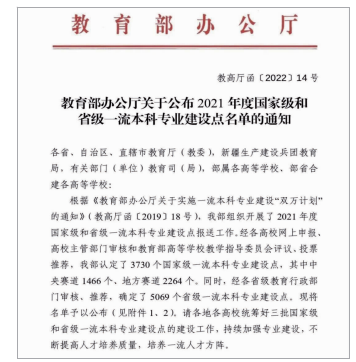 教育部办公厅
教高厅函〔2022〕14号
教育部办公厅关于公布2021年度国家级和
省级一流本科专业建设点名单的通知
各省、自治区、直辖市教育厅（教委），新疆生产建设兵团教育
局，有关部门（单位）教育司（局），部属各高等学校、部省合
建各高等学校：
根据《教育部办公厅关于实施一流本科专业建设“双万计划”
的通知》（教高厅函〔2019〕18号），我部组织开展了2021年度
国家级和省级一流本科专业建设点报送工作。经各高校网上申报、
高校主管部门审核和教育部高等学校教学指导委员会评议、投票
推荐，我部认定了3730个国家级一流本科专业建设点，其中中
央赛道1466个、地方赛道2264个。同时，经各省级教育行政部
门审核、推荐，确定了5069个省级一流本科专业建设点。现将
名单予以公布（见附件1、2）。请各地各高校统筹好三批国家级
和省级一流本科专业建设点的建设工作，持续加强专业建设，不
断提高人才培养质量，培养一流人才方阵。